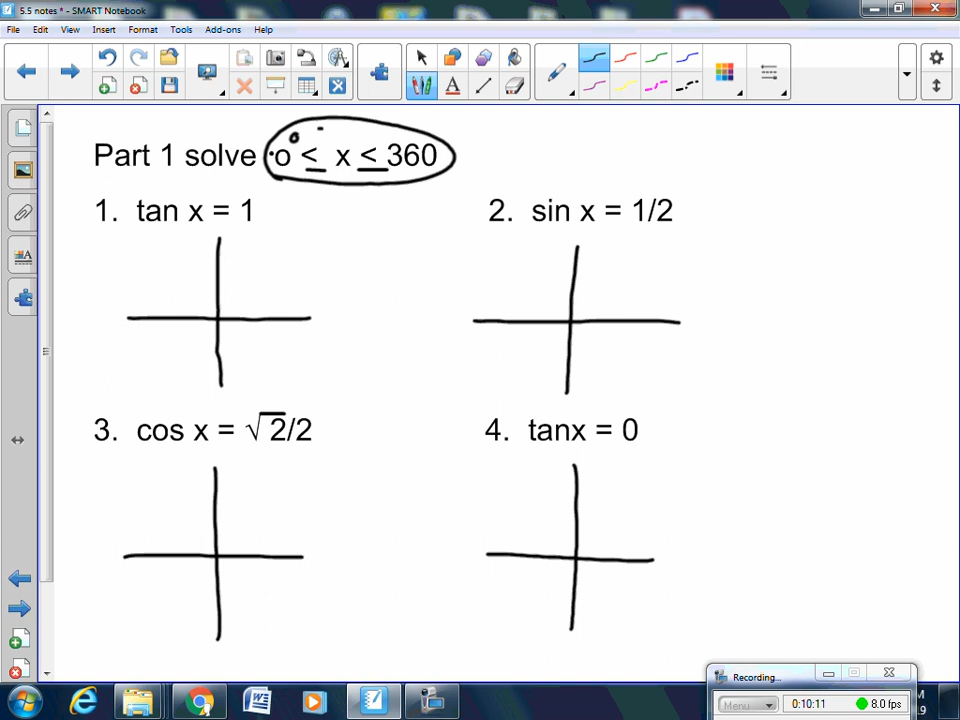 5.5 notes * - SMART Notebook
File Edit View Insert Format Tools Add-ons Help
Part 1 solve o° ≤ x ≤ 360
1. tan x = 1
2. sin x = 1/2
3. cos x = √2/2
4. tanx = 0
Recording...
Menu 0:10:11 8.0 fps